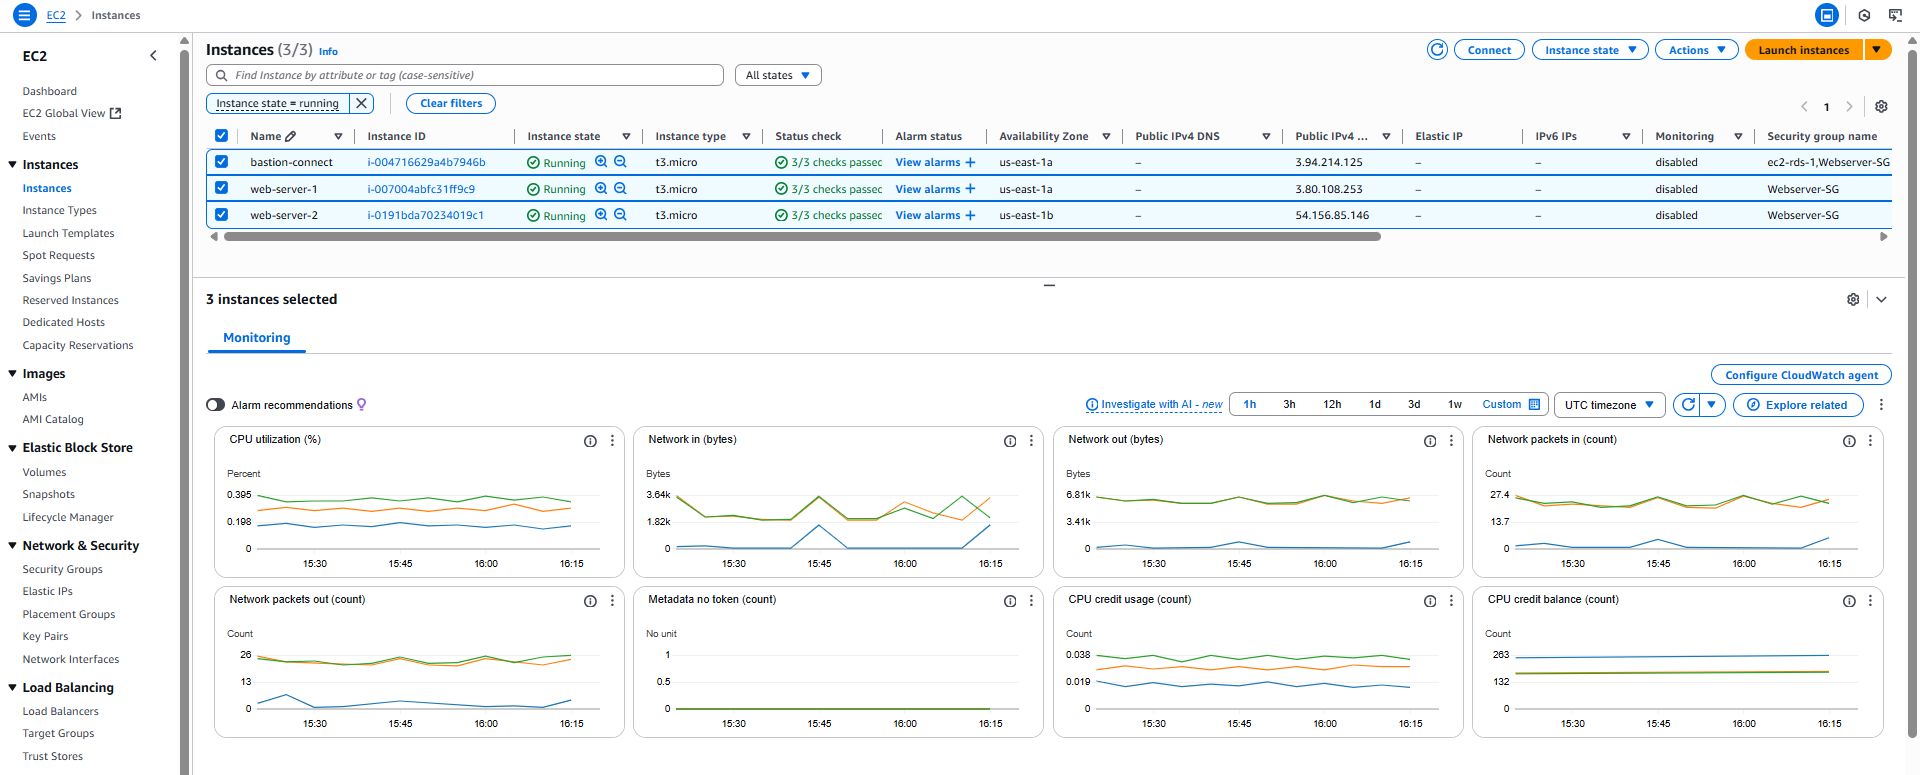 EC2 > Instances
EC2
Dashboard
EC2 Global View
Events
Instances
Instances
Instance Types
Launch Templates
Spot Requests
Savings Plans
Reserved Instances
Dedicated Hosts
Capacity Reservations
Images
AMIs
AMI Catalog
Elastic Block Store
Volumes
Snapshots
Lifecycle Manager
Network & Security
Security Groups
Elastic IPs
Placement Groups
Key Pairs
Network Interfaces
Load Balancing
Load Balancers
Target Groups
Trust Stores
Instances (3/3) Info
Connect Instance state Actions Launch instances
Find Instance by attribute or tag (case-sensitive) All states
Instance state = running Clear filters
1
Name Instance ID Instance state Instance type Status check Alarm status Availability Zone Public IPv4 DNS Public IPv4 ... Elastic IP IPv6 IPs Monitoring Security group name
bastion-connect i-004716629a4b7946b Running t3.micro 3/3 checks passec View alarms + us-east-1a – 3.94.214.125 – – disabled ec2-rds-1,Webserver-SG
web-server-1 i-007004abfc31ff9c9 Running t3.micro 3/3 checks passec View alarms + us-east-1a – 3.80.108.253 – – disabled Webserver-SG
web-server-2 i-0191bda70234019c1 Running t3.micro 3/3 checks passec View alarms + us-east-1b – 54.156.85.146 – – disabled Webserver-SG
3 instances selected
Monitoring
Configure CloudWatch agent
Alarm recommendations
Investigate with AI - new 1h 3h 12h 1d 3d 1w Custom UTC timezone Explore related
CPU utilization (%)
Percent
0.395
0.198
0
15:30 15:45 16:00 16:15
Network in (bytes)
Bytes
3.64k
1.82k
0
15:30 15:45 16:00 16:15
Network out (bytes)
Bytes
6.81k
3.41k
0
15:30 15:45 16:00 16:15
Network packets in (count)
Count
27.4
13.7
0
15:30 15:45 16:00 16:15
Network packets out (count)
Count
26
13
0
15:30 15:45 16:00 16:15
Metadata no token (count)
No unit
1
0.5
0
15:30 15:45 16:00 16:15
CPU credit usage (count)
Count
0.038
0.019
0
15:30 15:45 16:00 16:15
CPU credit balance (count)
Count
263
132
0
15:30 15:45 16:00 16:15